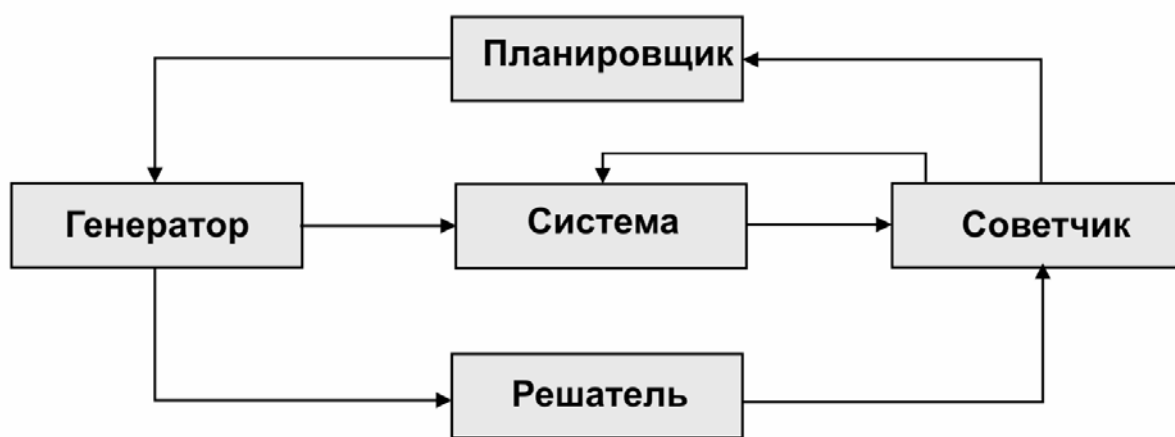 Планировщик
Генератор
Система
Советчик
Решатель